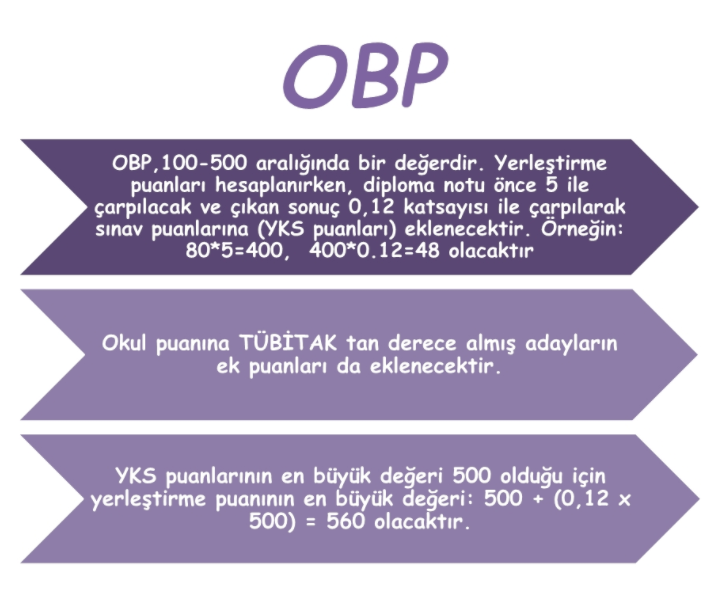 OBP
OBP,100-500 aralığında bir değerdir. Yerleştirme
puanları hesaplanırken, diploma notu önce 5 ile
çarpılacak ve çıkan sonuç 0,12 katsayısı ile çarpılarak
sınav puanlarına (YKS puanları) eklenecektir. Örneğin:
80*5=400, 400*0.12=48 olacaktır
Okul puanına TÜBİTAK tan derece almış adayların
ek puanları da eklenecektir.
YKS puanlarının en büyük değeri 500 olduğu için
yerleştirme puanının en büyük değeri: 500 + (0,12 x
500) = 560 olacaktır.